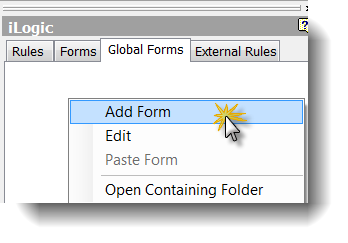 iLogic
Rules Forms Global Forms External Rules
Add Form
Edit
Paste Form
Open Containing Folder